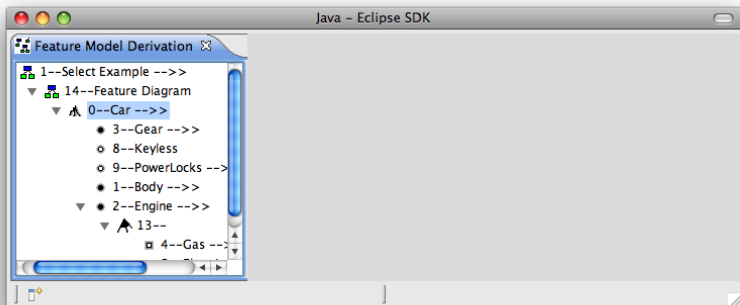 Java - Eclipse SDK
Feature Model Derivation
1--Select Example -->>
14--Feature Diagram
0--Car -->>
3--Gear -->>
8--Keyless
9--PowerLocks -->
1--Body -->>
2--Engine -->>
13--
4--Gas -->